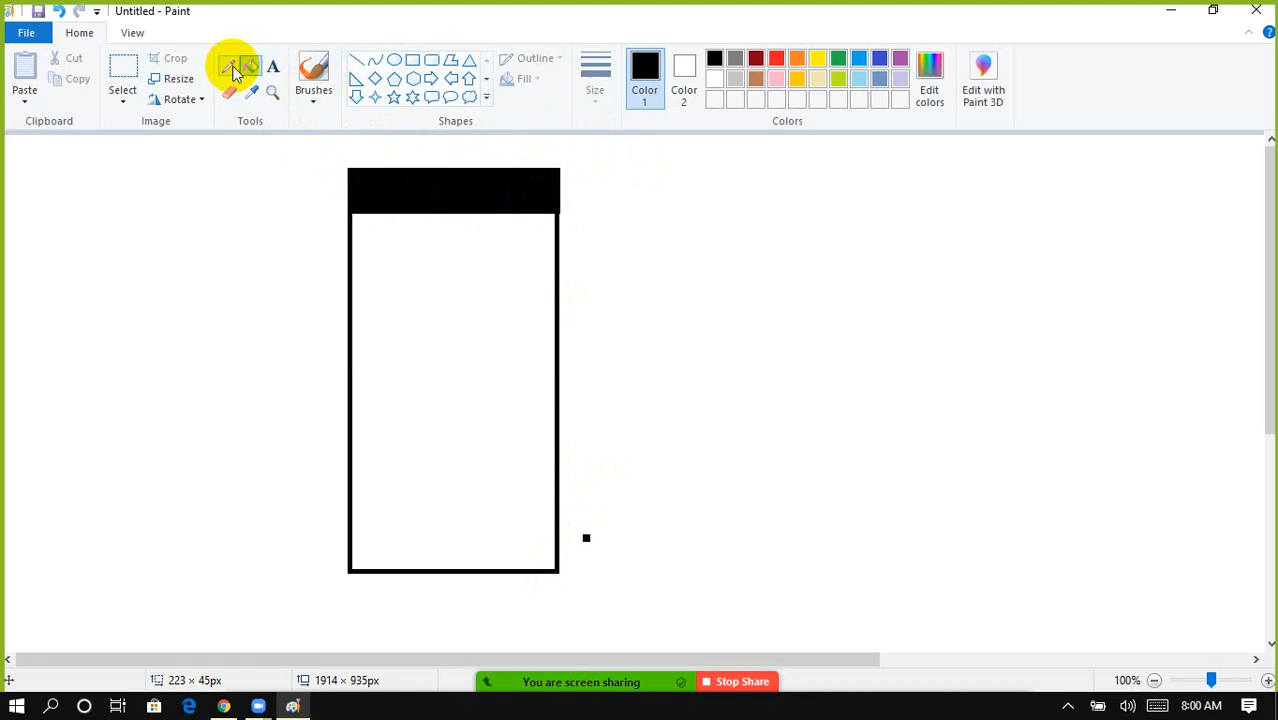 Untitled - Paint
File Home View
Paste
Cut
Copy
Clipboard
Select
Crop
Resize
Rotate
Image
A
Tools
Brushes
Outline
Fill
Shapes
Size
Color 1
Color 2
Edit colors
Colors
Edit with Paint 3D
223 × 45px
1914 × 935px
You are screen sharing
Stop Share
100%
8:00 AM